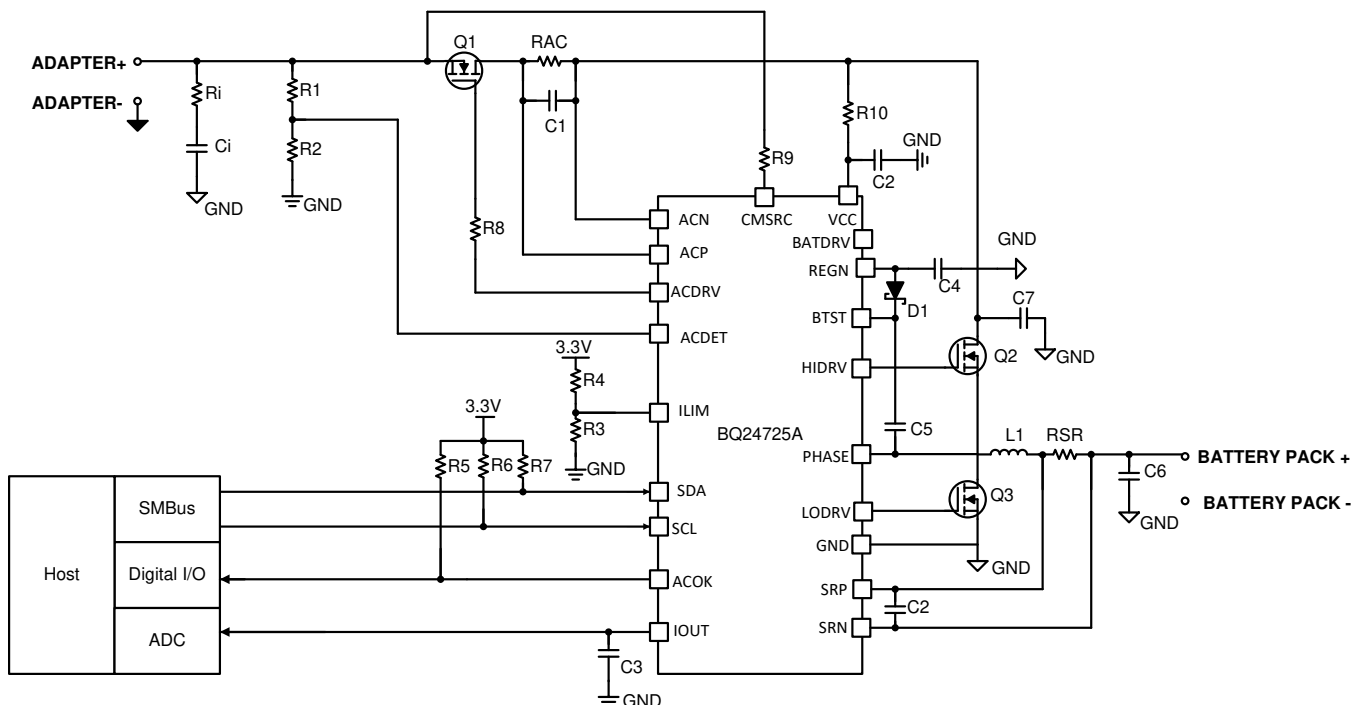 Q1
RAC
ADAPTER+
ADAPTER-
Ri
R1
C1
R10
Ci
R2
R9
GND
C2
GND
GND
R8
ACN
CMSRC
VCC
BATDRV
GND
ACP
REGN
C4
ACDRV
C7
D1
BTST
ACDET
3.3V
Q2
GND
HIDRV
R4
3.3V
ILIM
R3
BQ24725A
C5
L1
RSR
PHASE
GND
R5
R6
R7
BATTERY PACK +
C6
SDA
SMBus
Q3
BATTERY PACK -
LODRV
GND
SCL
GND
GND
Host
Digital I/O
ACOK
SRP
C2
IOUT
SRN
ADC
C3
GND